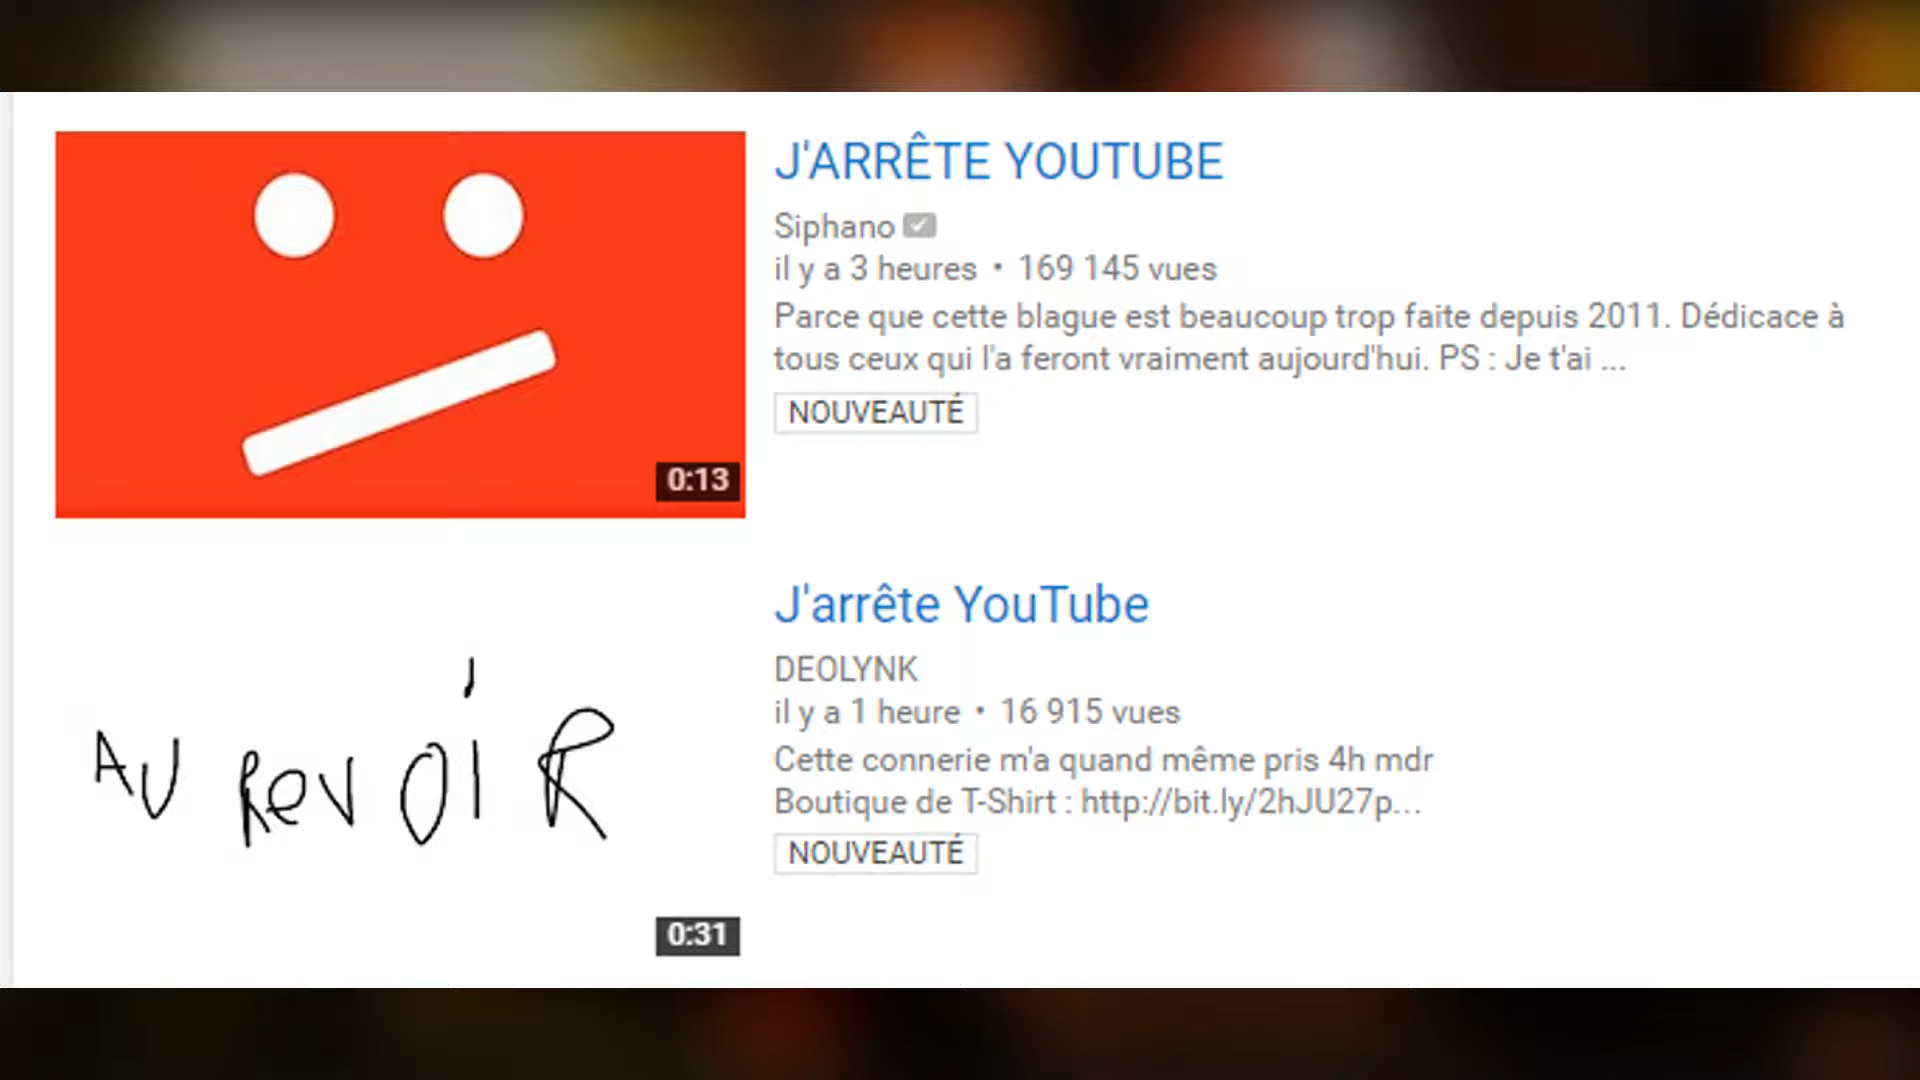 J'ARRÊTE YOUTUBE
Siphano
il y a 3 heures • 169 145 vues
Parce que cette blague est beaucoup trop faite depuis 2011. Dédicace à
tous ceux qui l'a feront vraiment aujourd'hui. PS : Je t'ai ...
NOUVEAUTÉ
0:13
J'arrête YouTube
DEOLYNK
il y a 1 heure • 16 915 vues
Cette connerie m'a quand même pris 4h mdr
Boutique de T-Shirt : http://bit.ly/2hJU27p...
NOUVEAUTÉ
AU RevOiR
0:31